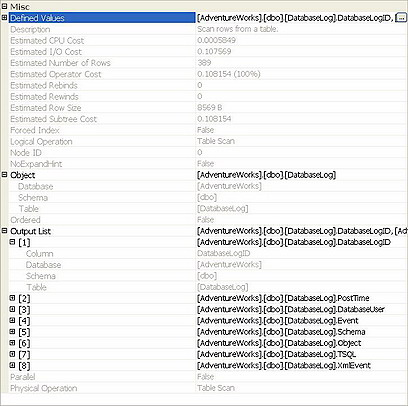 Misc
Defined Values [AdventureWorks].[dbo].[DatabaseLog].DatabaseLogID, [ ...
Description Scan rows from a table.
Estimated CPU Cost 0.0005849
Estimated I/O Cost 0.107569
Estimated Number of Rows 389
Estimated Operator Cost 0.108154 (100%)
Estimated Rebinds 0
Estimated Rewinds 0
Estimated Row Size 8569 B
Estimated Subtree Cost 0.108154
Forced Index False
Logical Operation Table Scan
Node ID 0
NoExpandHint False
Object [AdventureWorks].[dbo].[DatabaseLog]
Database [AdventureWorks]
Schema [dbo]
Table [DatabaseLog]
Ordered False
Output List [AdventureWorks].[dbo].[DatabaseLog].DatabaseLogID, [Adv
[1] [AdventureWorks].[dbo].[DatabaseLog].DatabaseLogID
Column DatabaseLogID
Database [AdventureWorks]
Schema [dbo]
Table [DatabaseLog]
[2] [AdventureWorks].[dbo].[DatabaseLog].PostTime
[3] [AdventureWorks].[dbo].[DatabaseLog].DatabaseUser
[4] [AdventureWorks].[dbo].[DatabaseLog].Event
[5] [AdventureWorks].[dbo].[DatabaseLog].Schema
[6] [AdventureWorks].[dbo].[DatabaseLog].Object
[7] [AdventureWorks].[dbo].[DatabaseLog].TSQL
[8] [AdventureWorks].[dbo].[DatabaseLog].XmlEvent
Parallel False
Physical Operation Table Scan